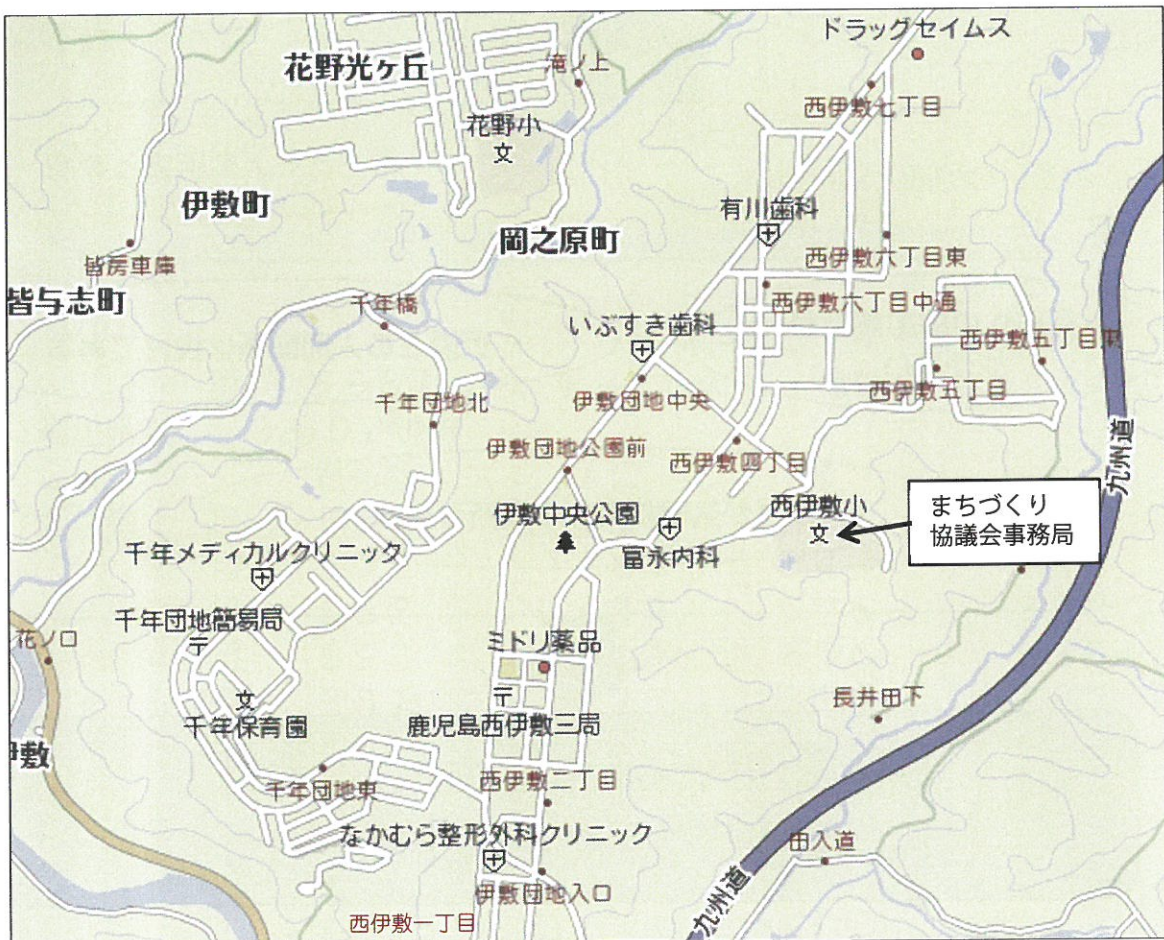 ドラッグセイムス
花野光ヶ丘
滝ノ上
西伊敷七丁目
花野小
文
伊敷町
有川歯科
岡之原町
皆房車庫
西伊敷六丁目東
皆与志町
千年橋
西伊敷六丁目中通
いぶすき歯科
西伊敷五丁目東
千年団地北
伊敷団地中央
西伊敷五丁目
九州道
伊敷団地公園前
西伊敷四丁目
伊敷中央公園
西伊敷小
文
まちづくり
協議会事務局
千年メディカルクリニック
富永内科
千年団地簡易局
〒
花ノ口
ミドリ薬品
文
千年保育園
〒
鹿児島西伊敷三局
長井田下
伊敷
千年団地東
西伊敷二丁目
なかむら整形外科クリニック
田入道
伊敷団地入口
九州道
西伊敷一丁目